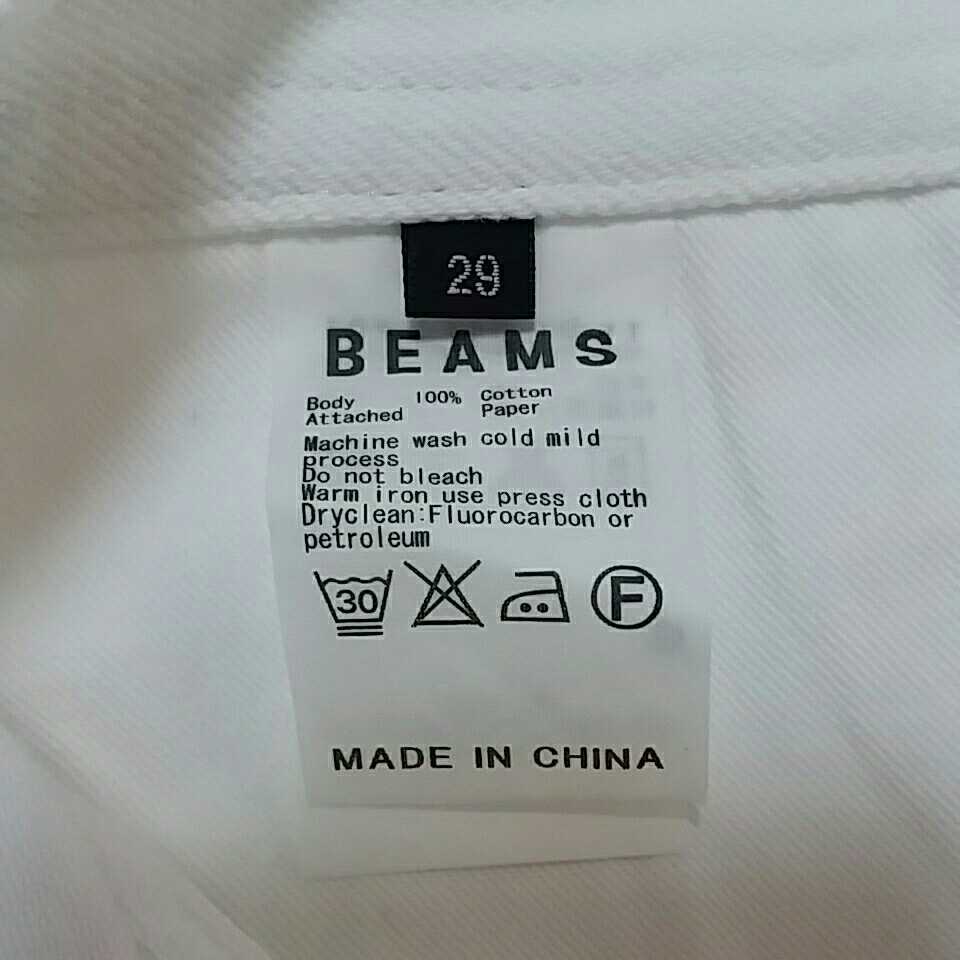 29
BEAMS
Body 100% Cotton
Attached Paper
Machine wash cold mild
process
Do not bleach
Warm iron use press cloth
Dryclean:Fluorocarbon or
petroleum
30 F
MADE IN CHINA